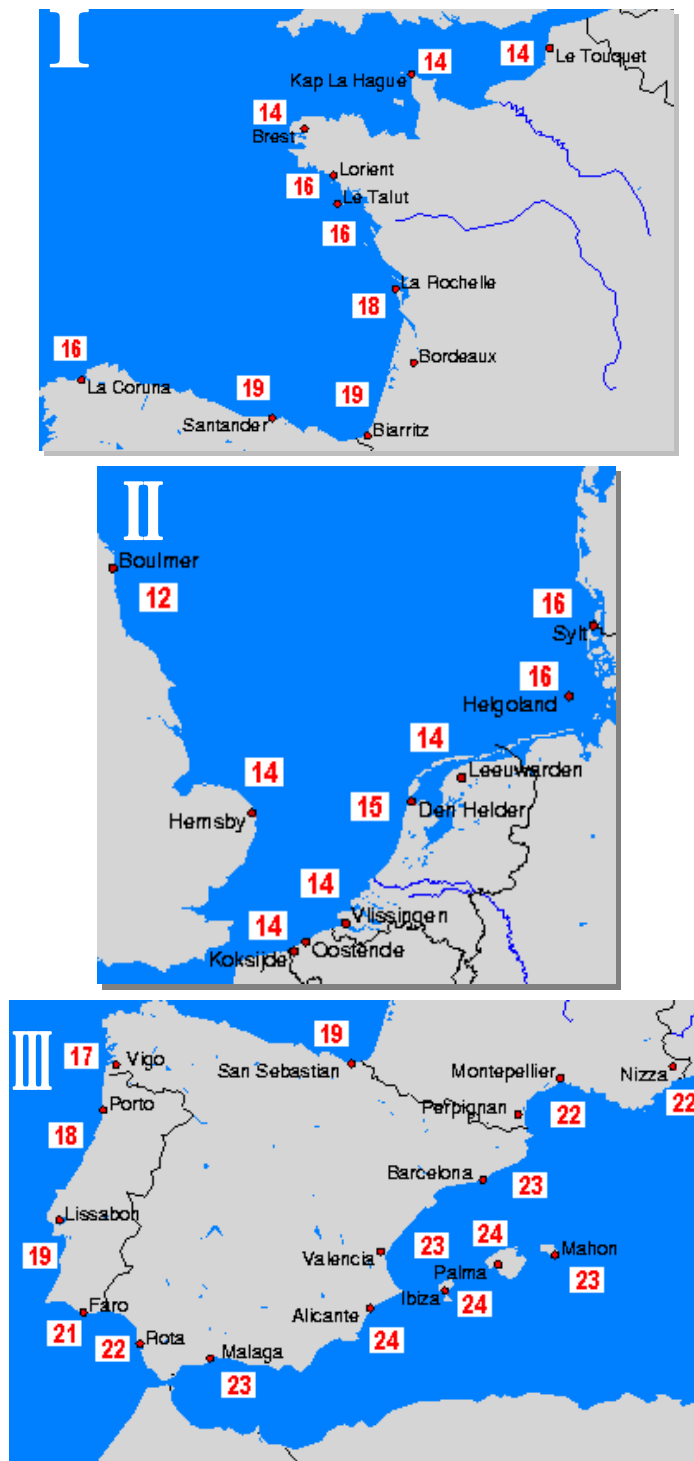 I
14
14
Le Touquet
Kap La Hague
14
Brest
Lorient
16
Le Talut
16
La Rochelle
18
16
Bordeaux
La Coruna
19
19
Santander
Biarritz
II
Boulmer
12
16
Sylt
16
Helgoland
14
14
Leeuwarden
15
Den Helder
Hemsby
14
Vlissingen
14
Oostende
Koksijde
III
19
17
Vigo
San Sebastian
Montepellier
Nizza
Porto
Perpignan
22
22
18
Barcelona
23
Lissabon
24
19
Valencia
23
Mahon
Palma
23
Ibiza
24
Faro
Alicante
21
24
Rota
22
Malaga
23